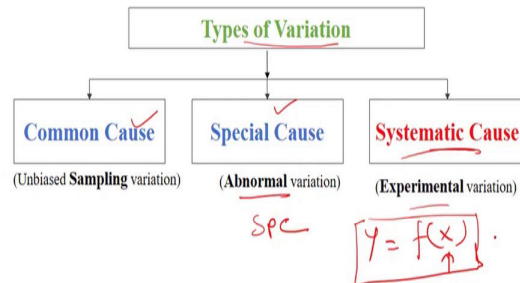 Types of Variation
Common Cause
Special Cause
Systematic Cause
(Unbiased Sampling variation)
(Abnormal variation)
(Experimental variation)
SPC
Y = f(x)